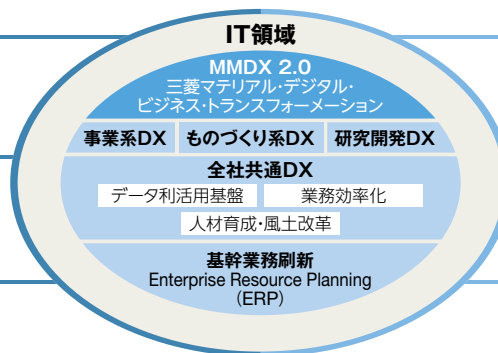 IT領域
MMDX 2.0
三菱マテリアル・デジタル・
ビジネス・トランスフォーメーション
事業系DX ものづくり系DX 研究開発DX
全社共通DX
データ利活用基盤 業務効率化
人材育成・風土改革
基幹業務刷新
Enterprise Resource Planning
(ERP)